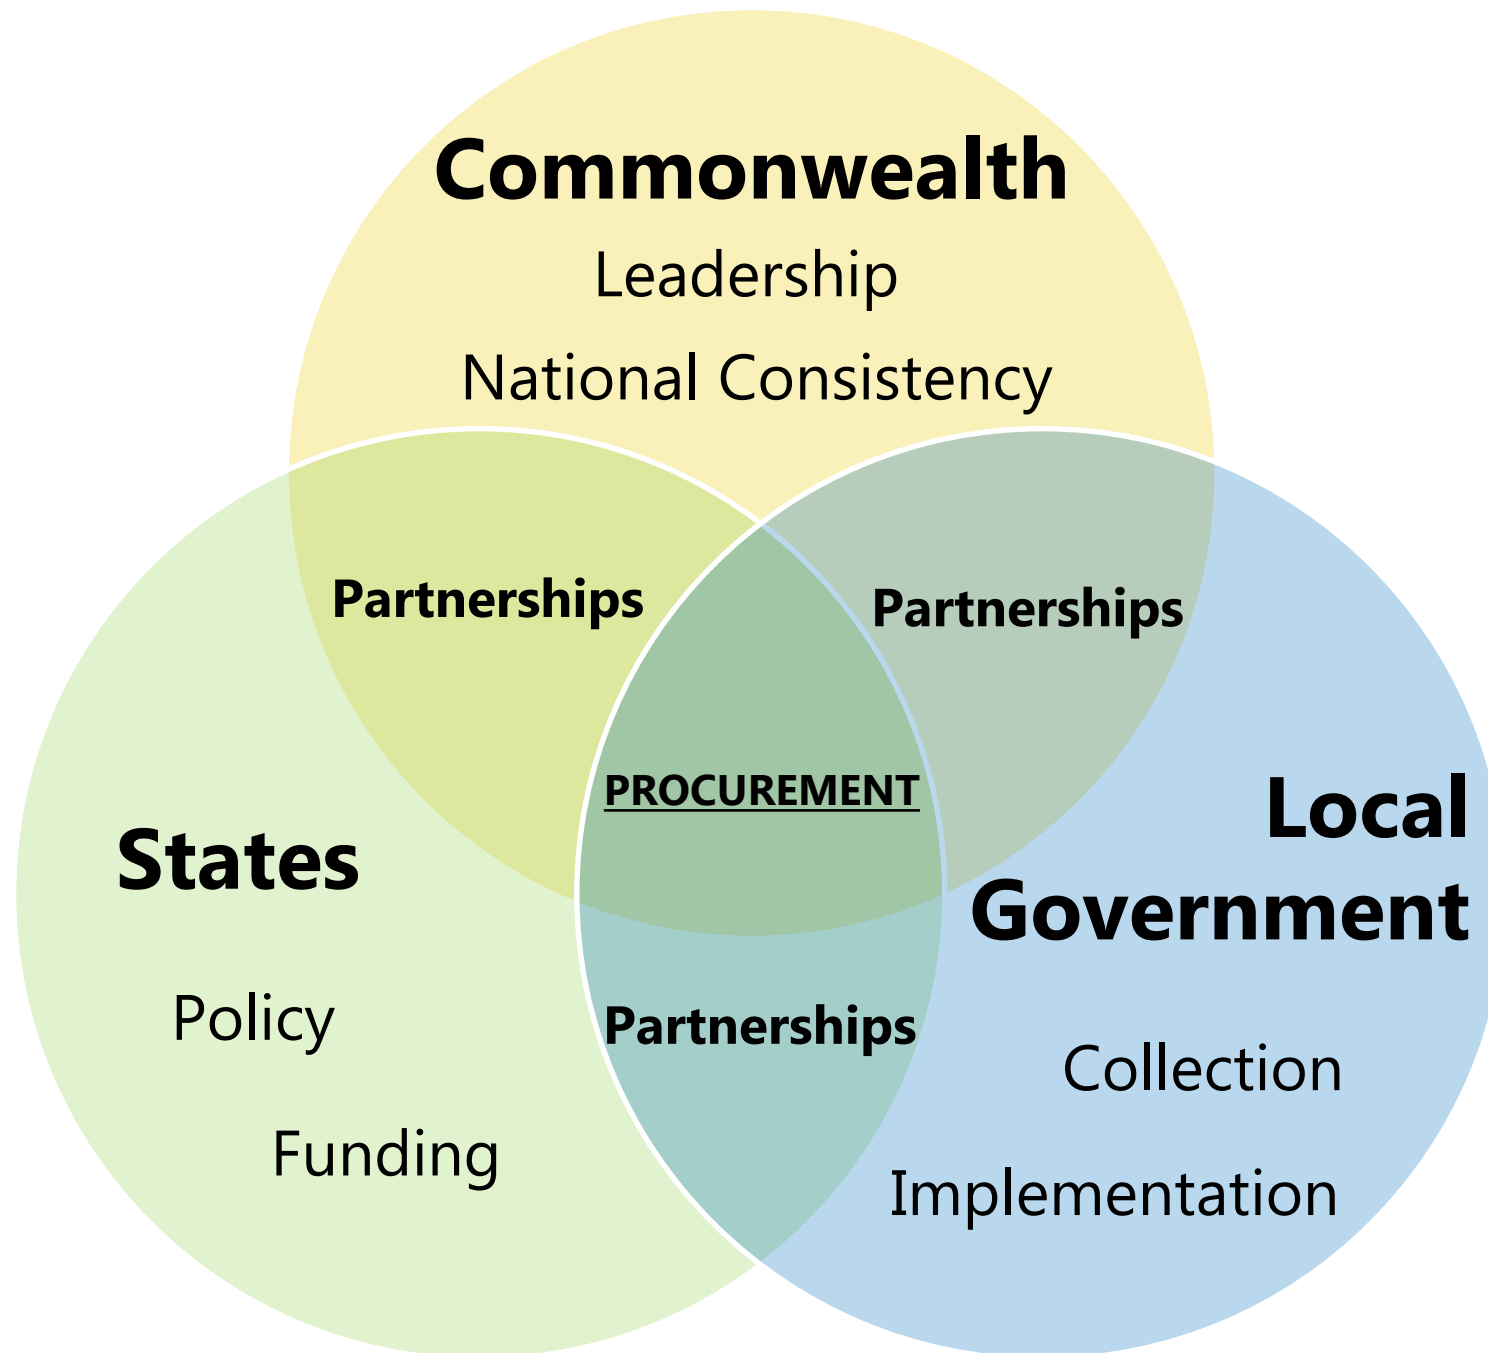 Commonwealth
Leadership
National Consistency
Partnerships
Partnerships
PROCUREMENT
States
Policy
Funding
Partnerships
Local
Government
Collection
Implementation